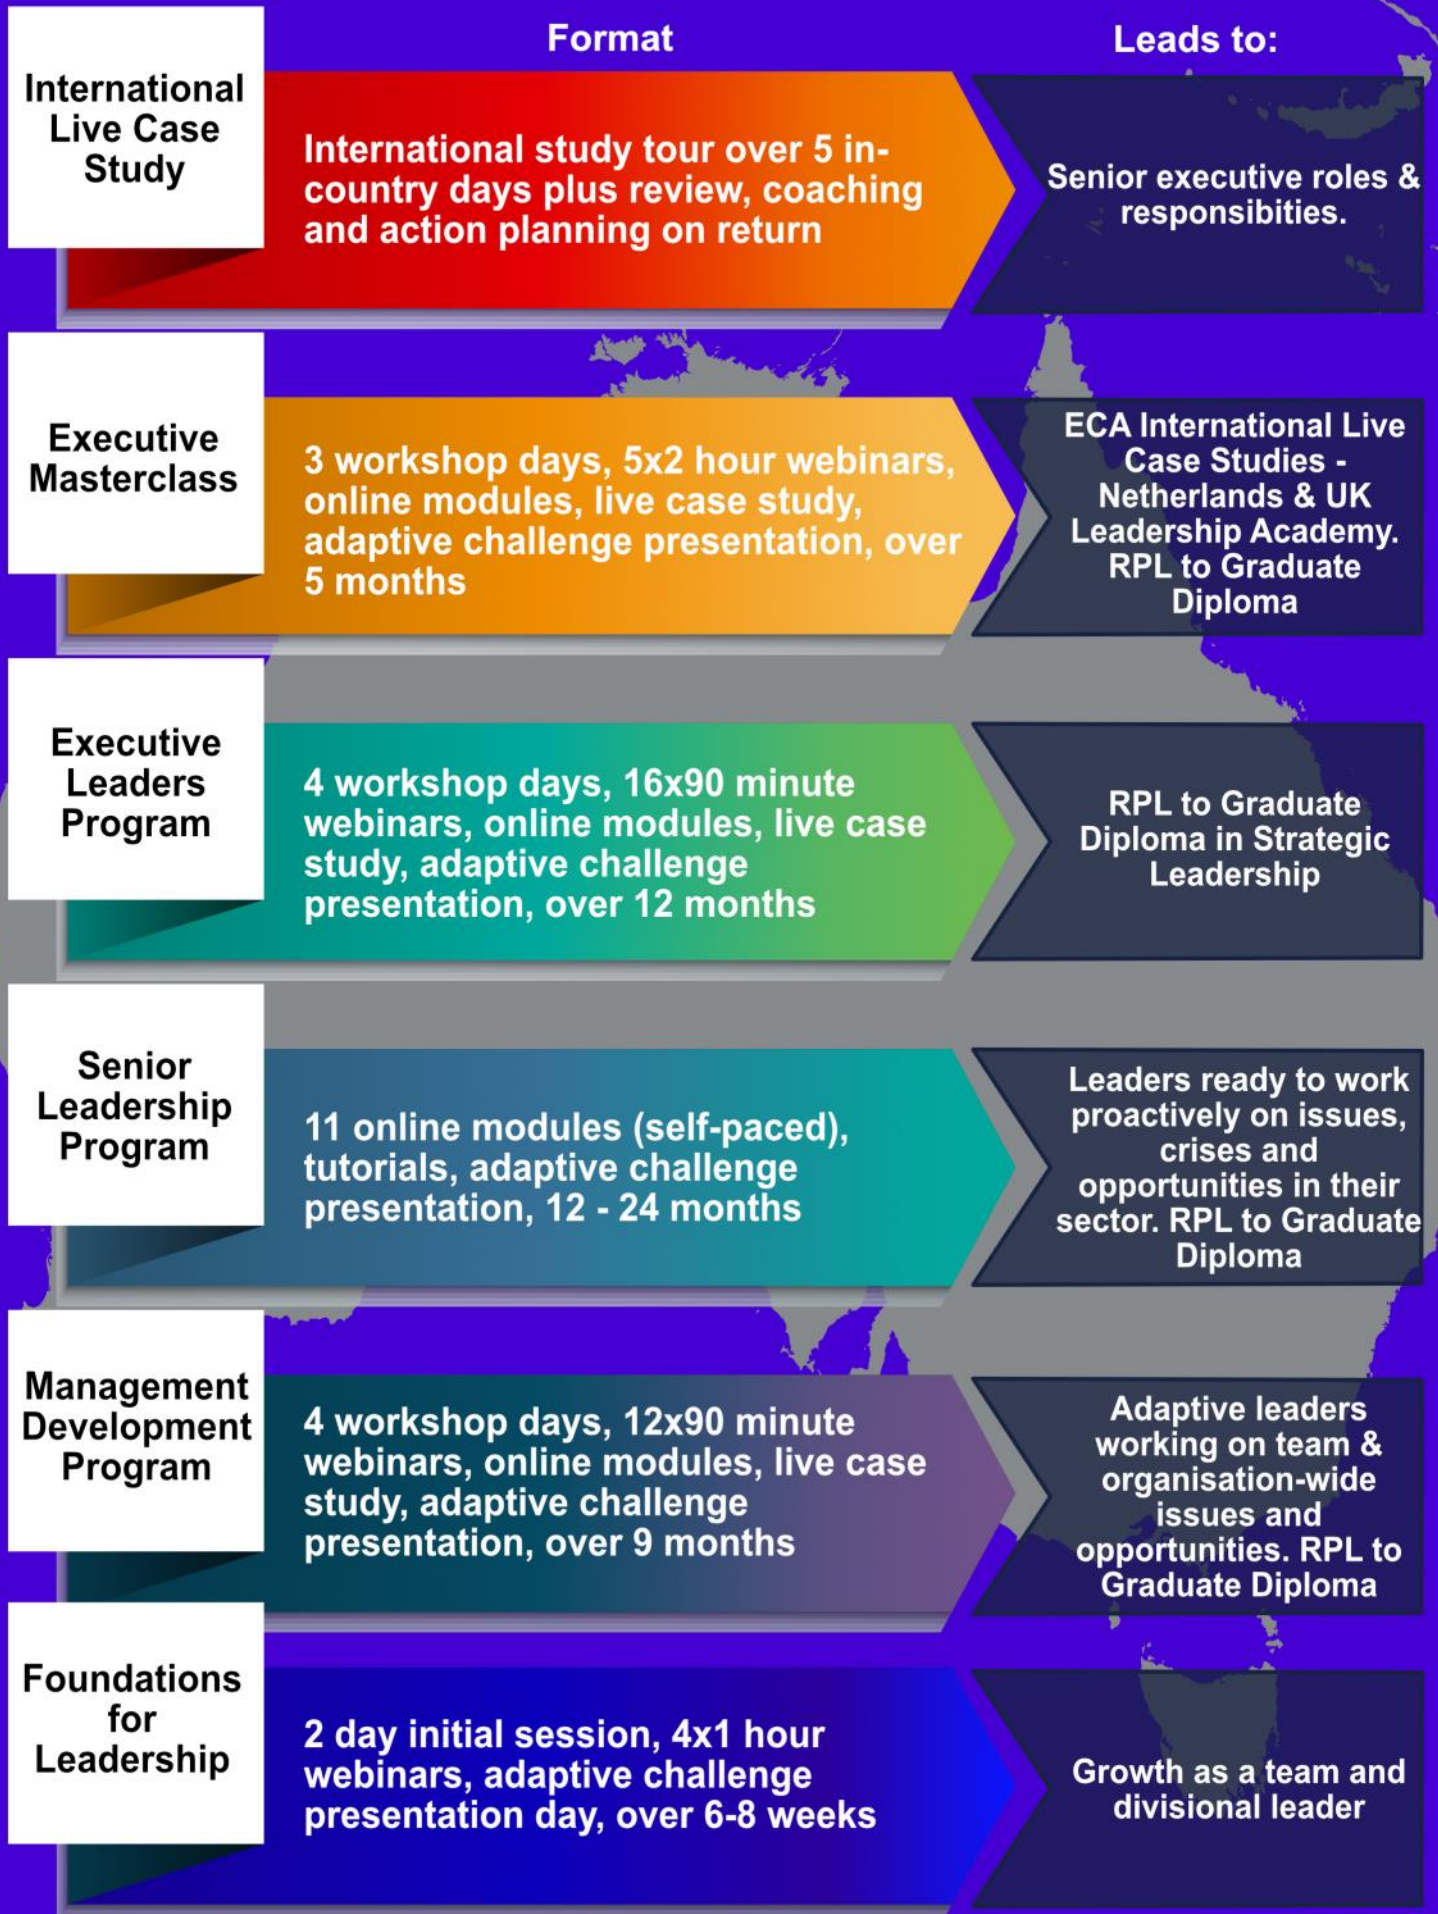 Format
Leads to:
International
Live Case
Study
International study tour over 5 in-
country days plus review, coaching
and action planning on return
Senior executive roles &
responsibities.
Executive
Masterclass
3 workshop days, 5x2 hour webinars,
online modules, live case study,
adaptive challenge presentation, over
5 months
ECA International Live
Case Studies -
Netherlands & UK
Leadership Academy.
RPL to Graduate
Diploma
Executive
Leaders
Program
4 workshop days, 16x90 minute
webinars, online modules, live case
study, adaptive challenge
presentation, over 12 months
RPL to Graduate
Diploma in Strategic
Leadership
Senior
Leadership
Program
11 online modules (self-paced),
tutorials, adaptive challenge
presentation, 12 - 24 months
Leaders ready to work
proactively on issues,
crises and
opportunities in their
sector. RPL to Graduate
Diploma
Management
Development
Program
4 workshop days, 12x90 minute
webinars, online modules, live case
study, adaptive challenge
presentation, over 9 months
Adaptive leaders
working on team &
organisation-wide
issues and
opportunities. RPL to
Graduate Diploma
Foundations
for
Leadership
2 day initial session, 4x1 hour
webinars, adaptive challenge
presentation day, over 6-8 weeks
Growth as a team and
divisional leader